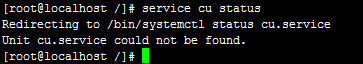 [root@localhost /]# service cu status
Redirecting to /bin/systemctl status cu.service
Unit cu.service could not be found.
[root@localhost /]#